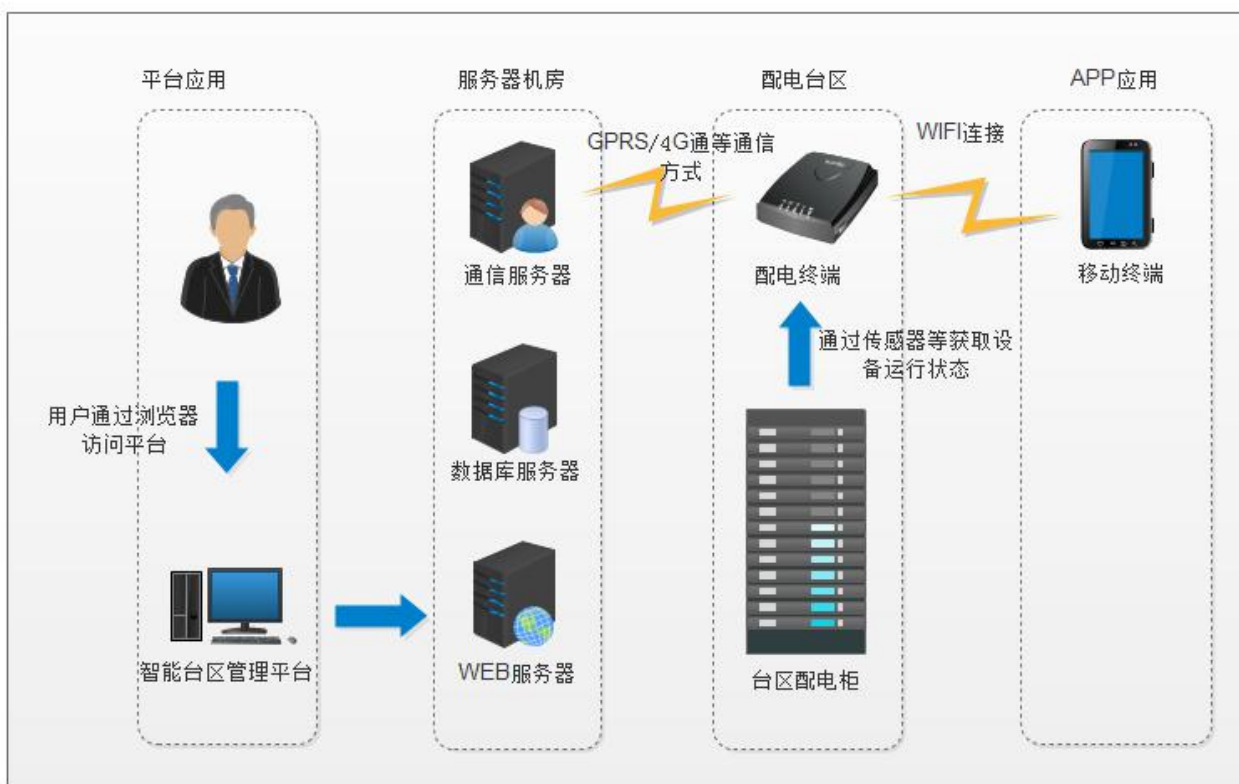 平台应用
服务器机房
配电台区
APP应用
GPRS/4G通等通信
方式
WIFI连接
通信服务器
配电终端
移动终端
通过传感器等获取设
备运行状态
用户通过浏览器
访问平台
数据库服务器
智能台区管理平台
WEB服务器
台区配电柜